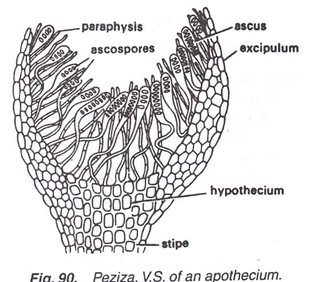 paraphysis
ascus
ascospores
excipulum
hypothecium
stipe
Fig. 90. Peziza. V.S. of an apothecium.